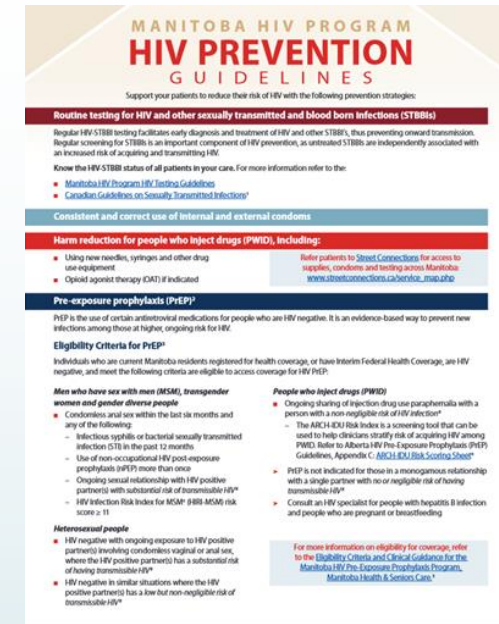 MANITOBA HIV PROGRAM
HIV PREVENTION
GUIDELINES
Support your patients to reduce their risk of HIV with the following prevention strategies:
Routine testing for HIV and other sexually transmitted and blood born infections (STBBIs)
Regular HIV-STBBI testing facilitates early diagnosis and treatment of HIV and other STBBI's, thus preventing onward transmission.
Regular screening for STBBIs is an important component of HIV prevention, as untreated STBBIs are independently associated with
an increased risk of acquiring and transmitting HIV.
Know the HIV-STBBI status of all patients in your care. For more information refer to the:
Manitoba HIV Program HIV Testing Guidelines
Canadian Guidelines on Sexually Transmitted Infections¹
Consistent and correct use of internal and external condoms
Harm reduction for people who inject drugs (PWID), including:
Using new needles, syringes and other drug
use equipment
Opioid agonist therapy (OAT) if indicated
Refer patients to Street Connections for access to
supplies, condoms and testing across Manitoba:
www.streetconnections.ca/service_map.php
Pre-exposure prophylaxis (PrEP)²
PrEP is the use of certain antiretroviral medications for people who are HIV negative. It is an evidence-based way to prevent new
infections among those at higher, ongoing risk for HIV.
Eligibility Criteria for PrEP³
Individuals who are current Manitoba residents registered for health coverage, or have Interim Federal Health Coverage, are HIV
negative, and meet the following criteria are eligible to access coverage for HIV PrEP:
Men who have sex with men (MSM), transgender
women and gender diverse people
Condomless anal sex within the last six months and
any of the following:
– Infectious syphilis or bacterial sexually transmitted
infection (STI) in the past 12 months
– Use of non-occupational HIV post-exposure
prophylaxis (nPEP) more than once
– Ongoing sexual relationship with HIV positive
partner(s) with substantial risk of transmissible HIV*
– HIV Infection Risk Index for MSM⁴ (HIRI-MSM) risk
score ≥ 11
Heterosexual people
HIV negative with ongoing exposure to HIV positive
partner(s) involving condomless vaginal or anal sex,
where the HIV positive partner(s) has a substantial risk
of having transmissible HIV*
HIV negative in similar situations where the HIV
positive partner(s) has a low but non-negligible risk of
transmissible HIV*
People who inject drugs (PWID)
Ongoing sharing of injection drug use paraphernalia with a
person with a non-negligible risk of HIV infection*
– The ARCH-IDU Risk Index is a screening tool that can be
used to help clinicians stratify risk of acquiring HIV among
PWID. Refer to Alberta HIV Pre-Exposure Prophylaxis (PrEP)
Guidelines, Appendix C: ARCH-IDU Risk Scoring Sheet
PrEP is not indicated for those in a monogamous relationship
with a single partner with no or negligible risk of having
transmissible HIV*
Consult an HIV specialist for people with hepatitis B infection
and people who are pregnant or breastfeeding
For more information on eligibility for coverage, refer
to the Eligibility Criteria and Clinical Guidance for the
Manitoba HIV Pre-Exposure Prophylaxis Program,
Manitoba Health & Seniors Care.